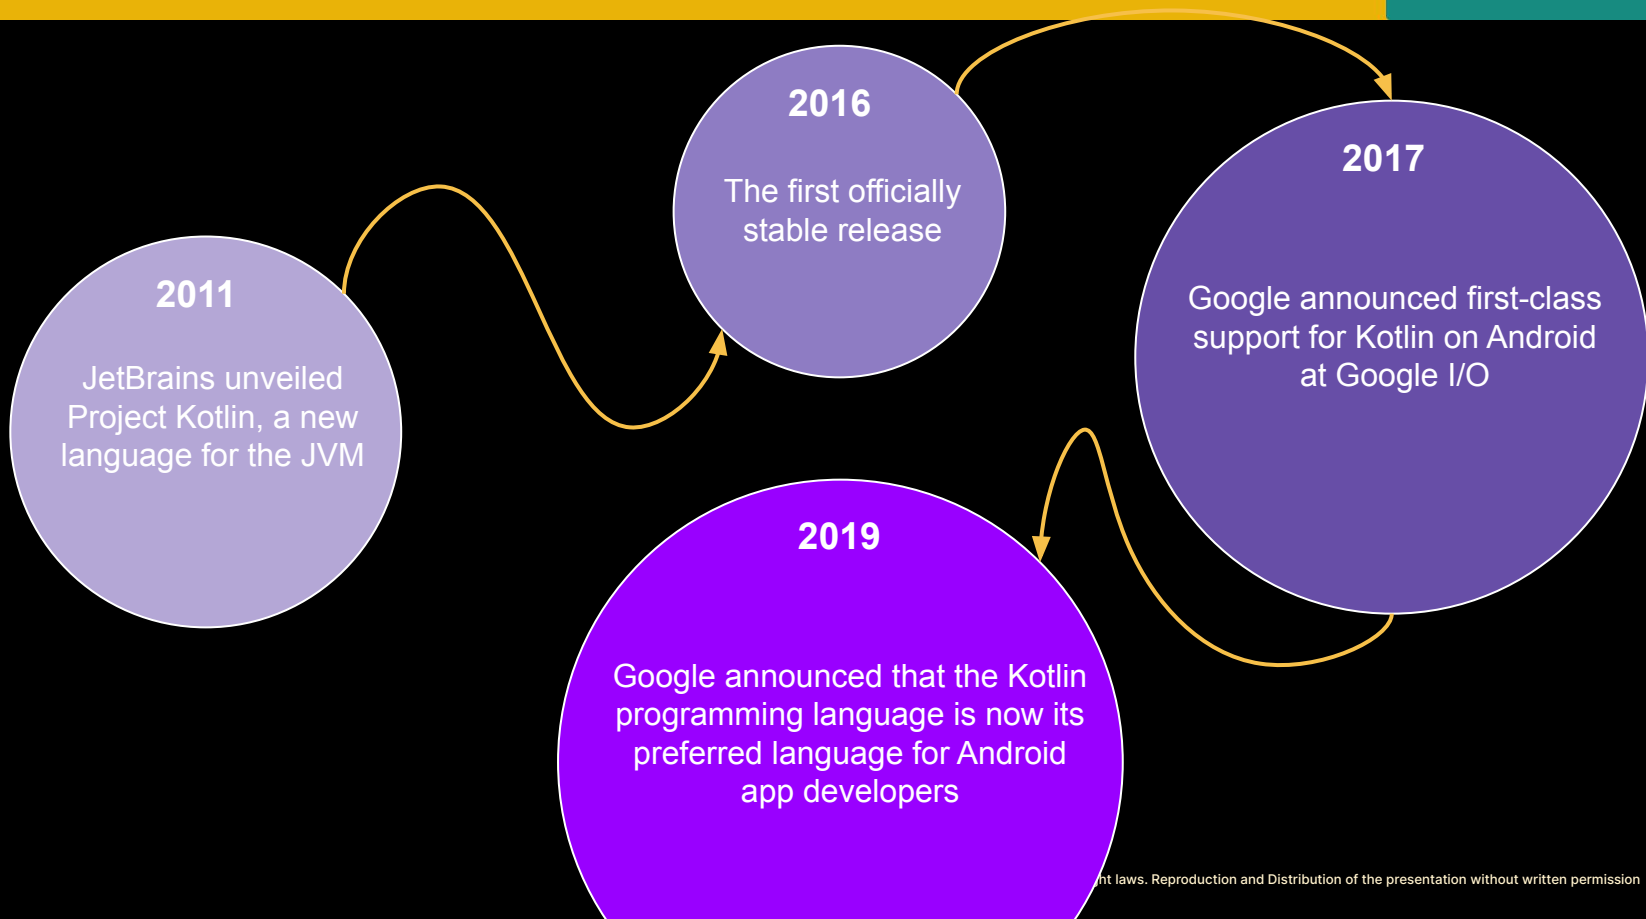 2011
JetBrains unveiled
Project Kotlin, a new
language for the JVM
2016
The first officially
stable release
2017
Google announced first-class
support for Kotlin on Android
at Google I/O
2019
Google announced that the Kotlin
programming language is now its
preferred language for Android
app developers
laws. Reproduction and Distribution of the presentation without written permission